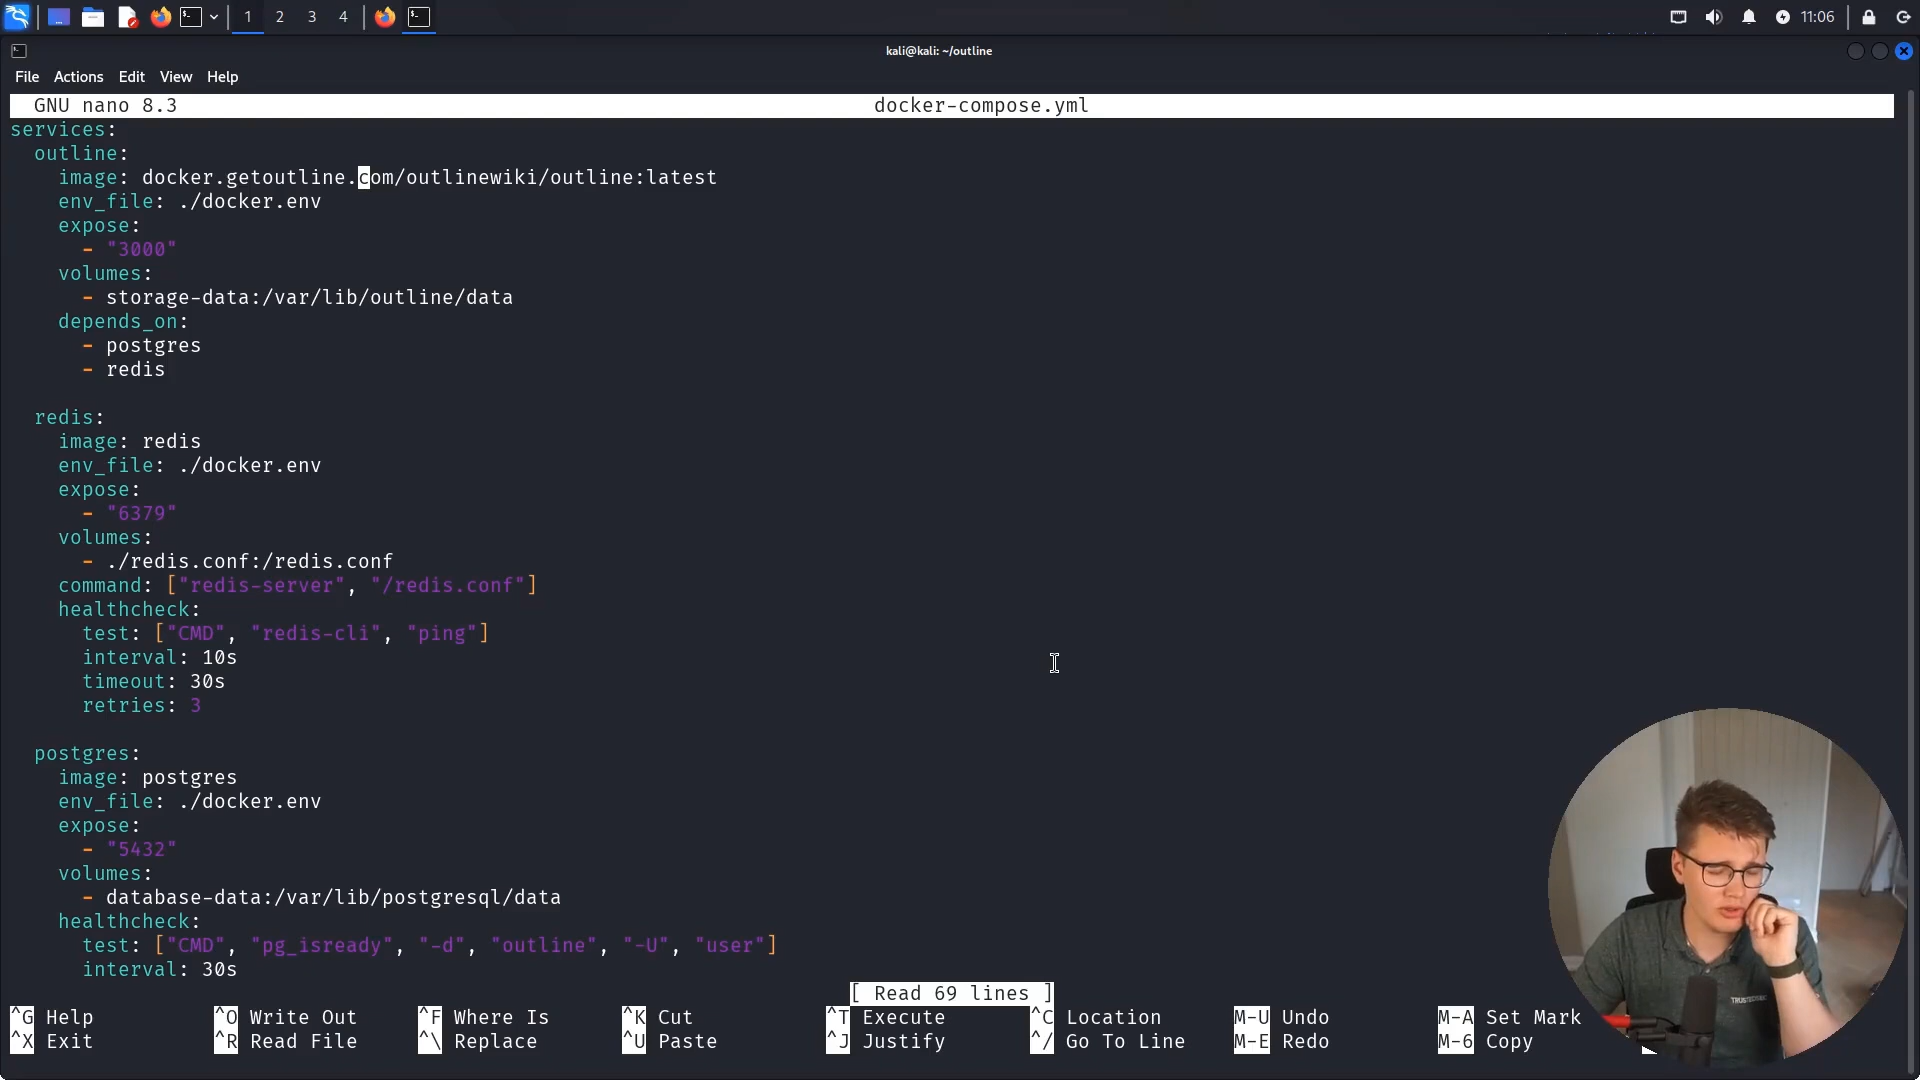 1 2 3 4 11:06
kali@kali: ~/outline
File Actions Edit View Help
GNU nano 8.3 docker-compose.yml
services:
  outline:
    image: docker.getoutline.com/outlinewiki/outline:latest
    env_file: ./docker.env
    expose:
      - "3000"
    volumes:
      - storage-data:/var/lib/outline/data
    depends_on:
      - postgres
      - redis
  redis:
    image: redis
    env_file: ./docker.env
    expose:
      - "6379"
    volumes:
      - ./redis.conf:/redis.conf
    command: ["redis-server", "/redis.conf"]
    healthcheck:
      test: ["CMD", "redis-cli", "ping"]
      interval: 10s
      timeout: 30s
      retries: 3
  postgres:
    image: postgres
    env_file: ./docker.env
    expose:
      - "5432"
    volumes:
      - database-data:/var/lib/postgresql/data
    healthcheck:
      test: ["CMD", "pg_isready", "-d", "outline", "-U", "user"]
      interval: 30s
[ Read 69 lines ]
^G Help ^O Write Out ^F Where Is ^K Cut ^T Execute ^C Location M-U Undo M-A Set Mark
^X Exit ^R Read File ^\ Replace ^U Paste ^J Justify ^/ Go To Line M-E Redo M-6 Copy